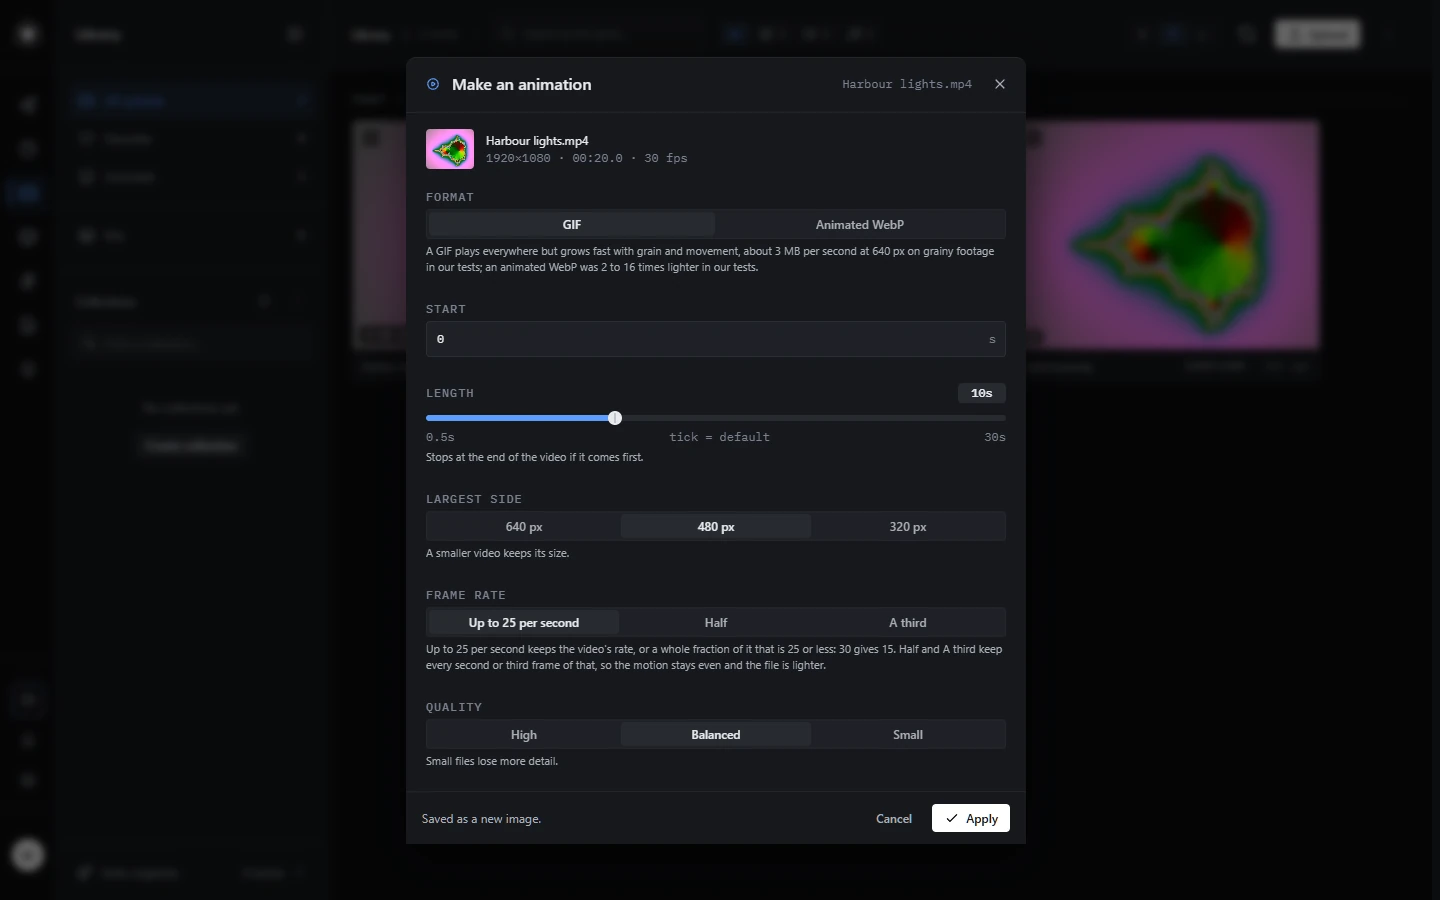 Make an animation
Harbour lights.mp4
Harbour lights.mp4
1920×1080 · 00:20.0 · 30 fps
FORMAT
GIF
Animated WebP
A GIF plays everywhere but grows fast with grain and movement, about 3 MB per second at 640 px on grainy footage
in our tests; an animated WebP was 2 to 16 times lighter in our tests.
START
0
s
LENGTH
10s
0.5s
tick = default
30s
Stops at the end of the video if it comes first.
LARGEST SIDE
640 px
480 px
320 px
A smaller video keeps its size.
FRAME RATE
Up to 25 per second
Half
A third
Up to 25 per second keeps the video's rate, or a whole fraction of it that is 25 or less: 30 gives 15. Half and A third keep
every second or third frame of that, so the motion stays even and the file is lighter.
QUALITY
High
Balanced
Small
Small files lose more detail.
Saved as a new image.
Cancel
Apply